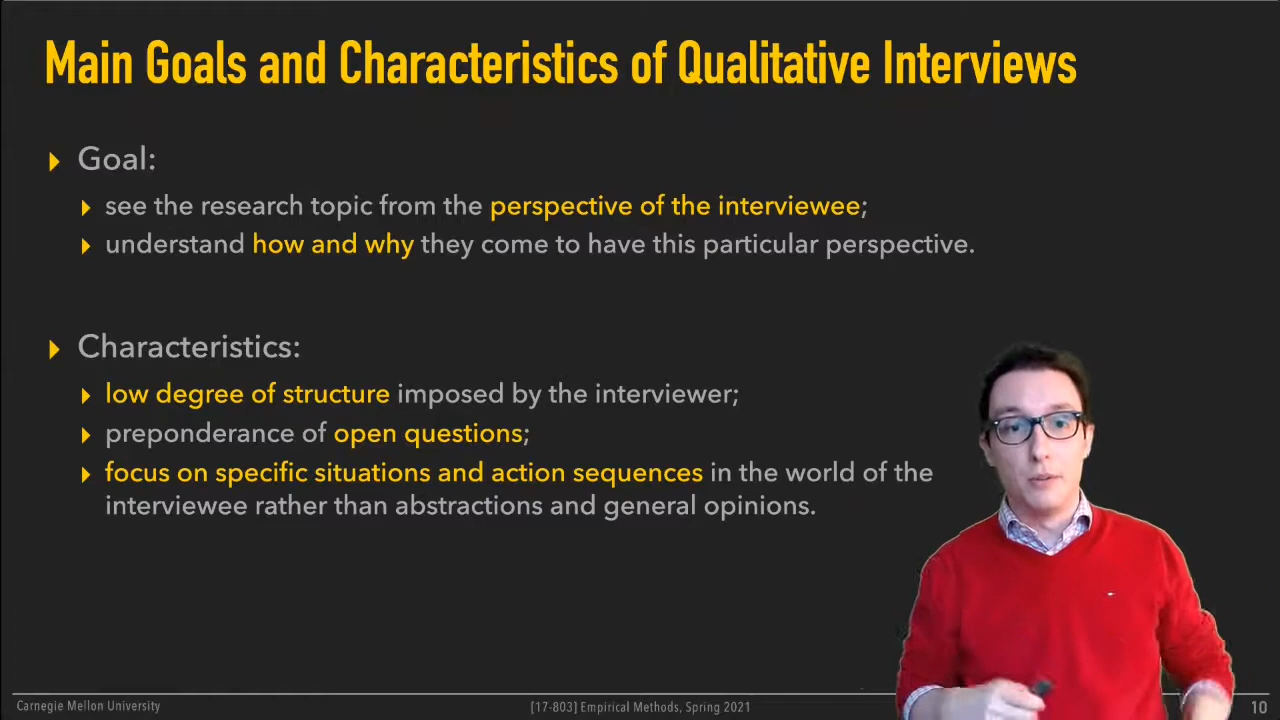 Main Goals and Characteristics of Qualitative Interviews
Goal:
see the research topic from the perspective of the interviewee;
understand how and why they come to have this particular perspective.
Characteristics:
low degree of structure imposed by the interviewer;
preponderance of open questions;
focus on specific situations and action sequences in the world of the
interviewee rather than abstractions and general opinions.
Carnegie Mellon University
[17-803] Empirical Methods, Spring 2021
10